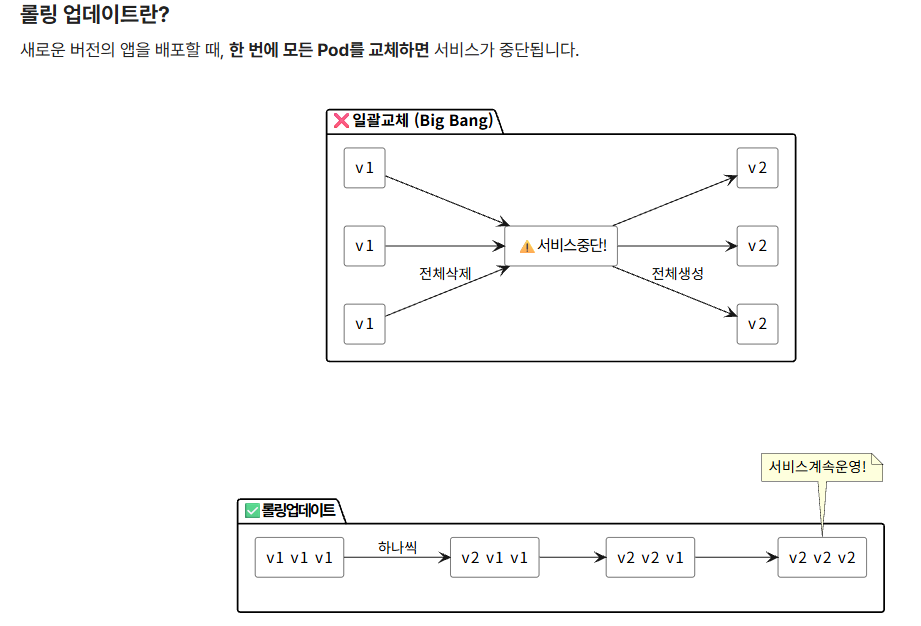 롤링 업데이트란?
새로운 버전의 앱을 배포할 때, 한 번에 모든 Pod를 교체하면 서비스가 중단됩니다.
❌ 일괄교체 (Big Bang)
v1
v2
v1
⚠️ 서비스중단!
v2
전체삭제
전체생성
v1
v2
서비스계속운영!
✅ 롤링업데이트
v1 v1 v1
하나씩
v2 v1 v1
v2 v2 v1
v2 v2 v2